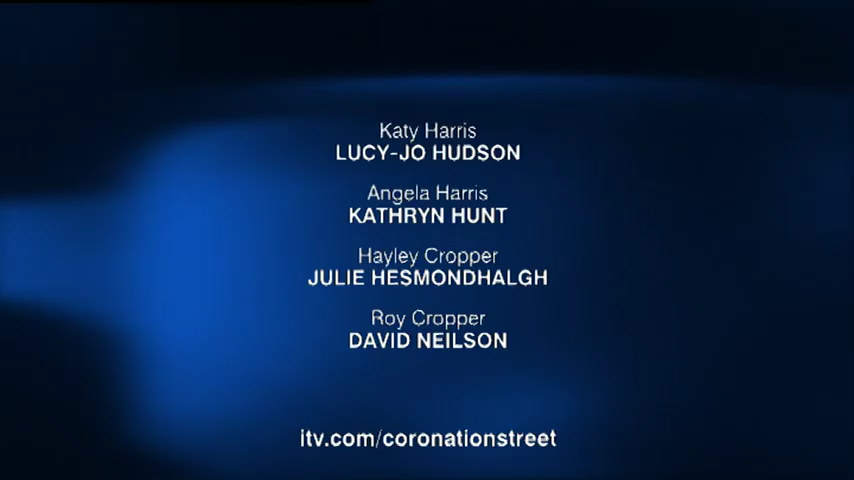 Katy Harris
LUCY-JO HUDSON
Angela Harris
KATHRYN HUNT
Hayley Cropper
JULIE HESMONDHALGH
Roy Cropper
DAVID NEILSON
itv.com/coronationstreet